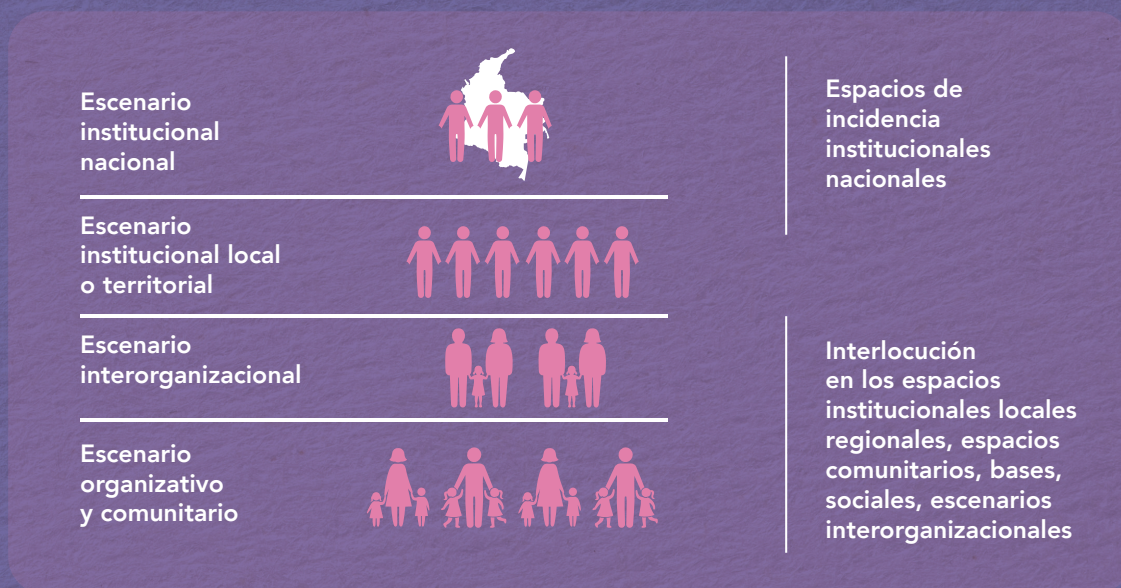 Escenario
institucional
nacional
Espacios de
incidencia
institucionales
nacionales
Escenario
institucional local
o territorial
Escenario
interorganizacional
Escenario
organizativo
y comunitario
Interlocución
en los espacios
institucionales locales
regionales, espacios
comunitarios, bases,
sociales, escenarios
interorganizacionales